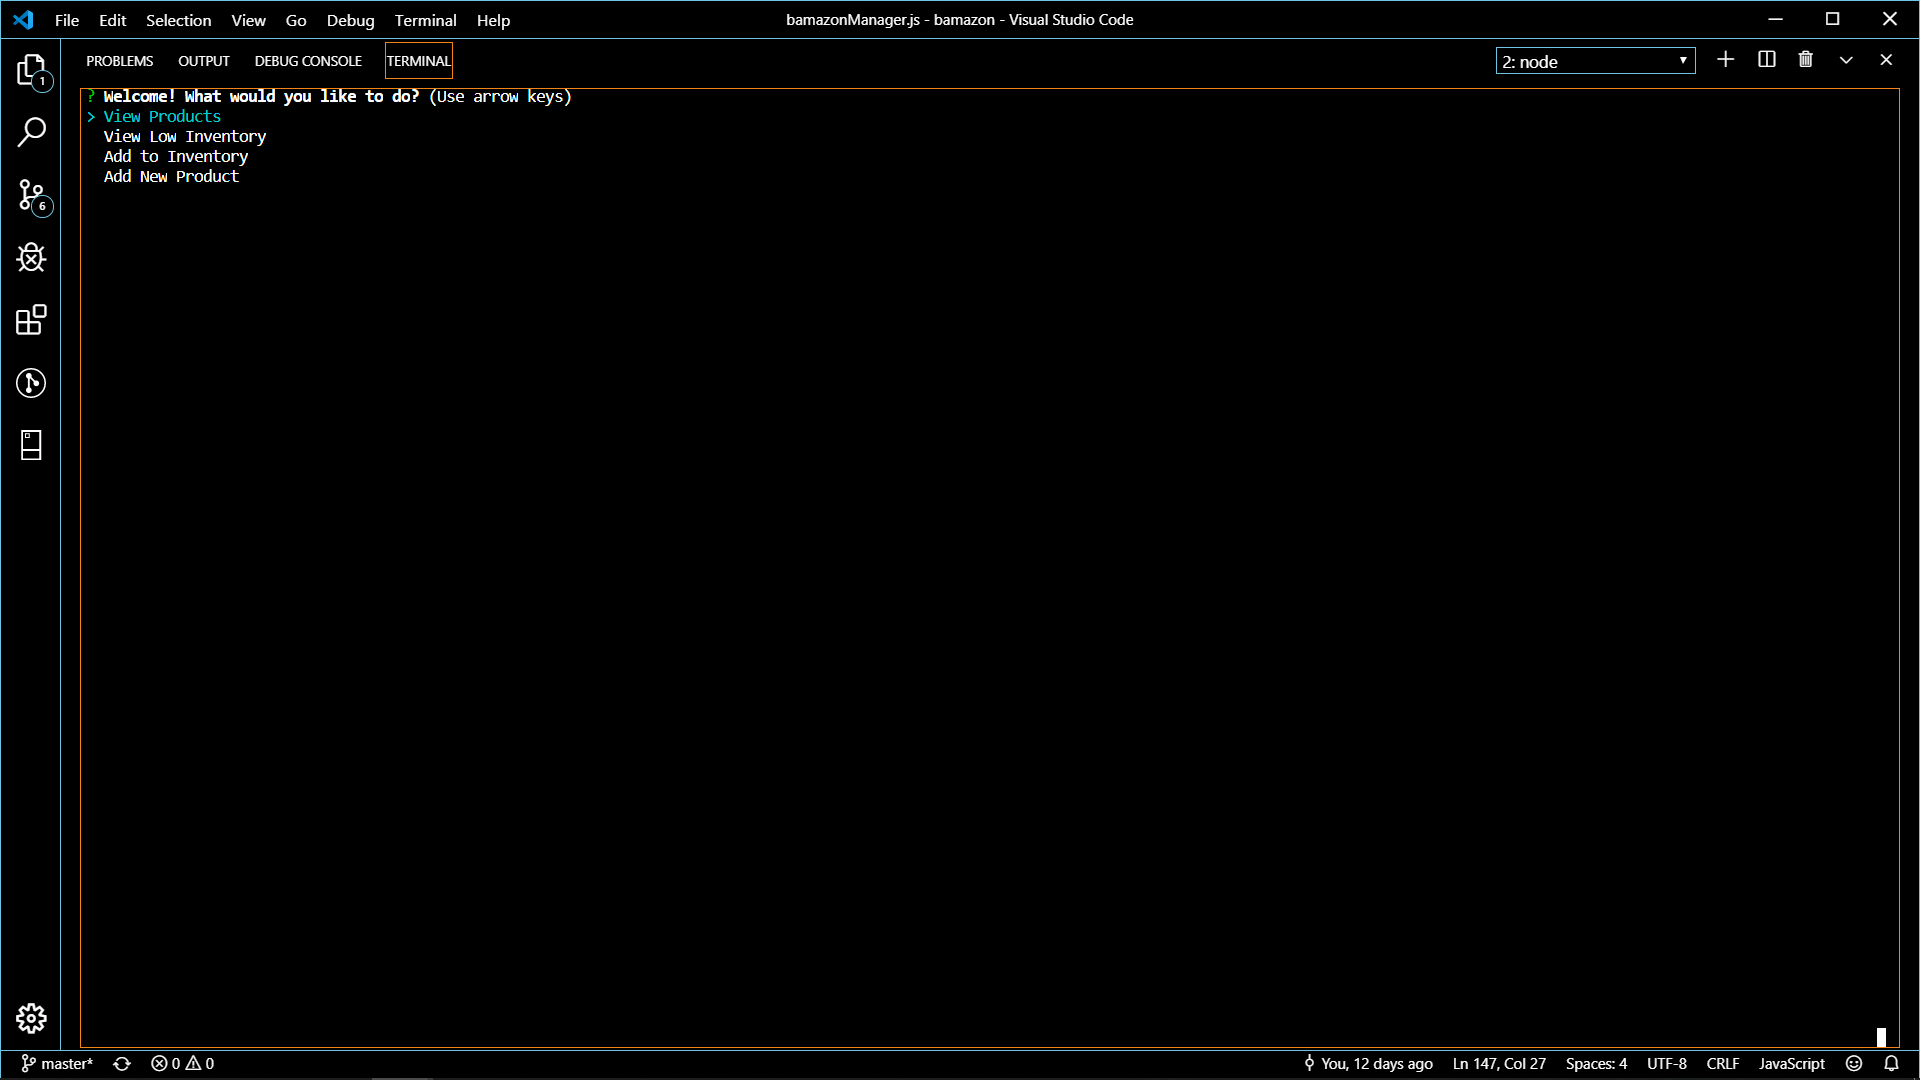 File Edit Selection View Go Debug Terminal Help
bamazonManager.js - bamazon - Visual Studio Code
PROBLEMS OUTPUT DEBUG CONSOLE TERMINAL
2: node
1
6
? Welcome! What would you like to do? (Use arrow keys)
> View Products
View Low Inventory
Add to Inventory
Add New Product
master* 0 0
You, 12 days ago Ln 147, Col 27 Spaces: 4 UTF-8 CRLF JavaScript